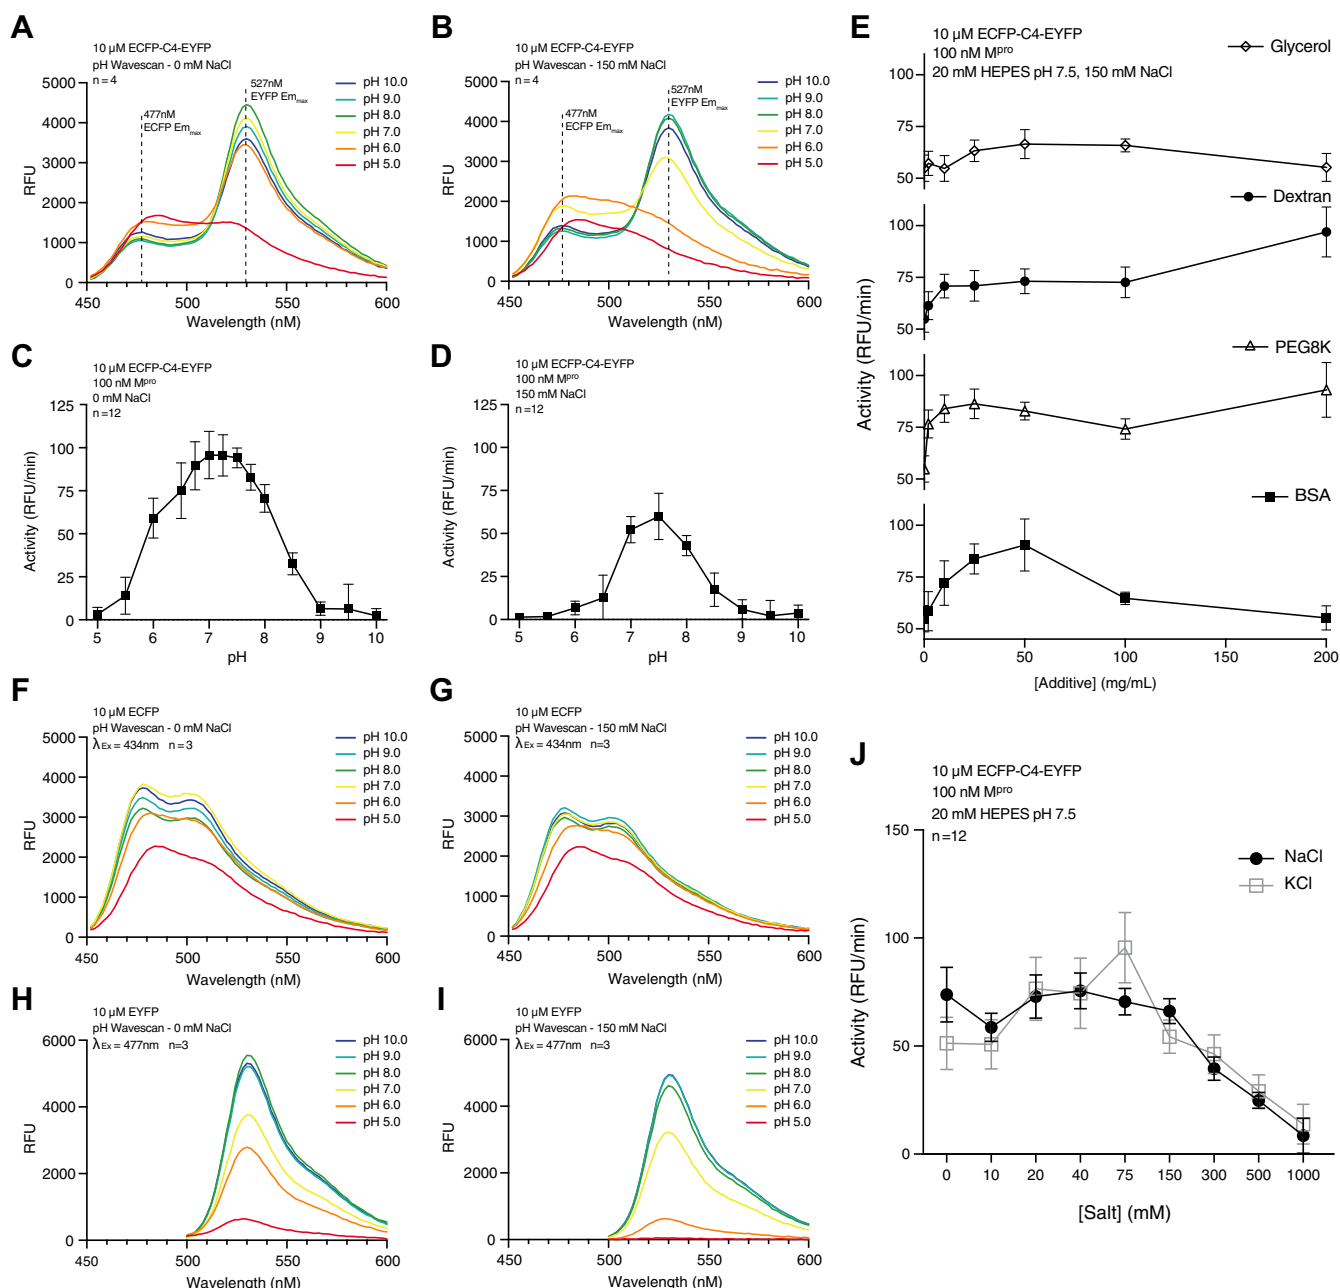 A
10 µM ECFP-C4-EYFP
pH Wavescan - 0 mM NaCl
n=4
477nM
ECFP Em max
527nM
EYFP Em max
pH 10.0
pH 9.0
pH 8.0
pH 7.0
pH 6.0
pH 5.0
RFU
5000
4000
3000
2000
1000
0
450 500 550 600
Wavelength (nM)
B
10 µM ECFP-C4-EYFP
pH Wavescan - 150 mM NaCl
n=4
477nM
ECFP Em max
527nM
EYFP Em max
pH 10.0
pH 9.0
pH 8.0
pH 7.0
pH 6.0
pH 5.0
RFU
5000
4000
3000
2000
1000
0
450 500 550 600
Wavelength (nM)
C
10 µM ECFP-C4-EYFP
100 nM Mpro
0 mM NaCl
n=12
Activity (RFU/min)
125
100
75
50
25
0
5 6 7 8 9 10
pH
D
10 µM ECFP-C4-EYFP
100 nM Mpro
150 mM NaCl
n=12
Activity (RFU/min)
125
100
75
50
25
0
5 6 7 8 9 10
pH
E
10 µM ECFP-C4-EYFP
100 nM Mpro
20 mM HEPES pH 7.5, 150 mM NaCl
Glycerol
100
75
50
Dextran
100
75
50
PEG8K
100
75
50
BSA
100
75
50
Activity (RFU/min)
0 50 100 150 200
[Additive] (mg/mL)
F
10 µM ECFP
pH Wavescan - 0 mM NaCl
λEx = 434nm n=3
pH 10.0
pH 9.0
pH 8.0
pH 7.0
pH 6.0
pH 5.0
RFU
5000
4000
3000
2000
1000
0
450 500 550 600
Wavelength (nM)
G
10 µM ECFP
pH Wavescan - 150 mM NaCl
λEx = 434nm n=3
pH 10.0
pH 9.0
pH 8.0
pH 7.0
pH 6.0
pH 5.0
RFU
5000
4000
3000
2000
1000
0
450 500 550 600
Wavelength (nM)
H
10 µM EYFP
pH Wavescan - 0 mM NaCl
λEx = 477nm n=3
pH 10.0
pH 9.0
pH 8.0
pH 7.0
pH 6.0
pH 5.0
RFU
6000
4000
2000
0
450 500 550 600
Wavelength (nM)
I
10 µM EYFP
pH Wavescan - 150 mM NaCl
λEx = 477nm n=3
pH 10.0
pH 9.0
pH 8.0
pH 7.0
pH 6.0
pH 5.0
RFU
6000
4000
2000
0
450 500 550 600
Wavelength (nM)
J
10 µM ECFP-C4-EYFP
100 nM Mpro
20 mM HEPES pH 7.5
n=12
NaCl
KCl
Activity (RFU/min)
150
100
50
0
0 10 20 40 75 150 300 500 1000
[Salt] (mM)